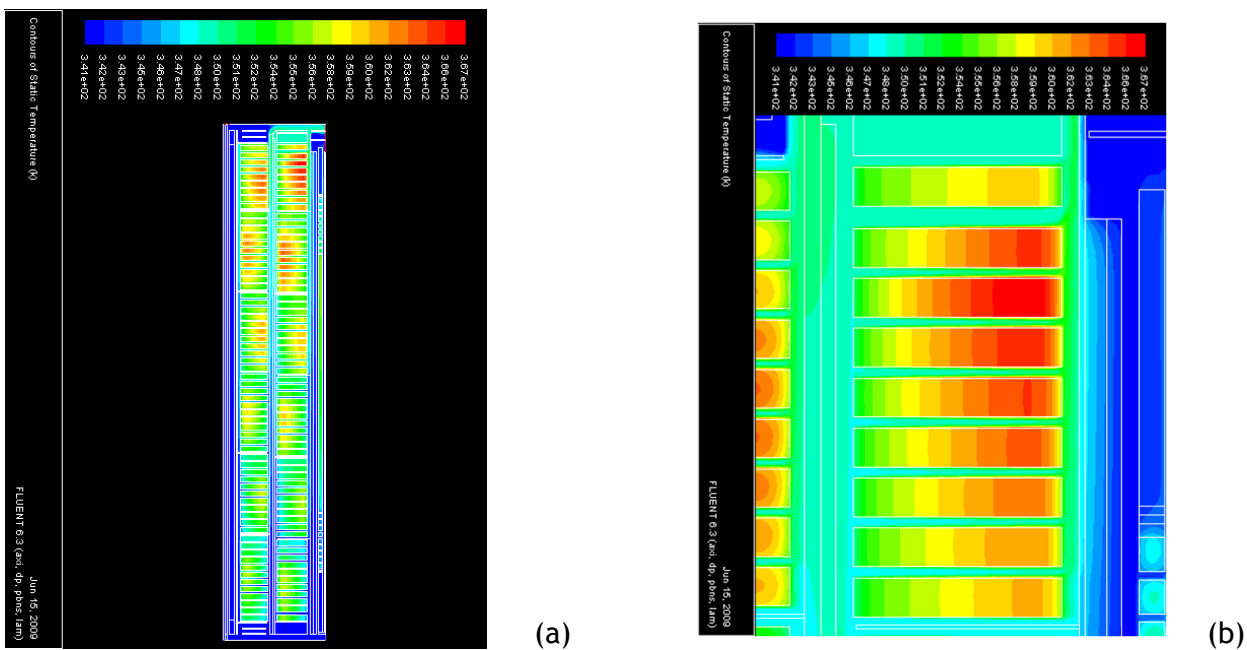 3.67e+02
3.66e+02
3.64e+02
3.63e+02
3.62e+02
3.60e+02
3.59e+02
3.58e+02
3.56e+02
3.55e+02
3.54e+02
3.52e+02
3.51e+02
3.50e+02
3.48e+02
3.47e+02
3.46e+02
3.45e+02
3.43e+02
3.42e+02
3.41e+02
Contours of Static Temperature (k)
Jun 15, 2009
FLUENT 6.3 (axi, dp, pbns, lam)
(a)
3.67e+02
3.66e+02
3.64e+02
3.63e+02
3.62e+02
3.60e+02
3.59e+02
3.58e+02
3.56e+02
3.55e+02
3.54e+02
3.52e+02
3.51e+02
3.50e+02
3.48e+02
3.47e+02
3.46e+02
3.45e+02
3.43e+02
3.42e+02
3.41e+02
Contours of Static Temperature (k)
Jun 15, 2009
FLUENT 6.3 (axi, dp, pbns, lam)
(b)